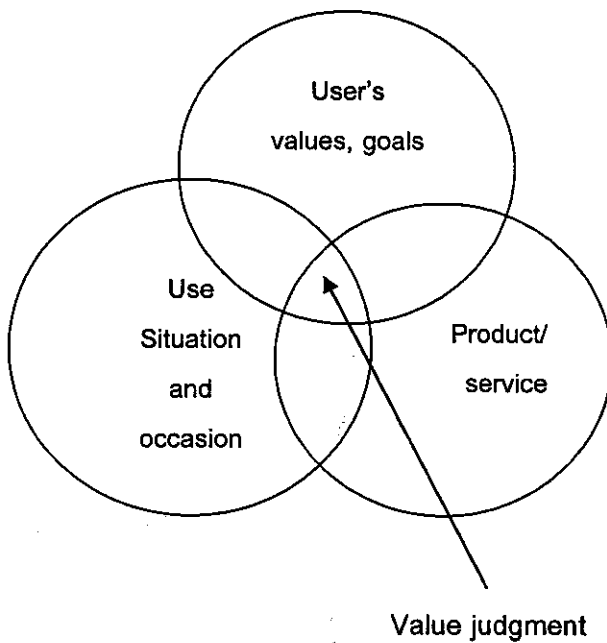 User's
values, goals
Use
Situation
and
occasion
Product/
service
Value judgment